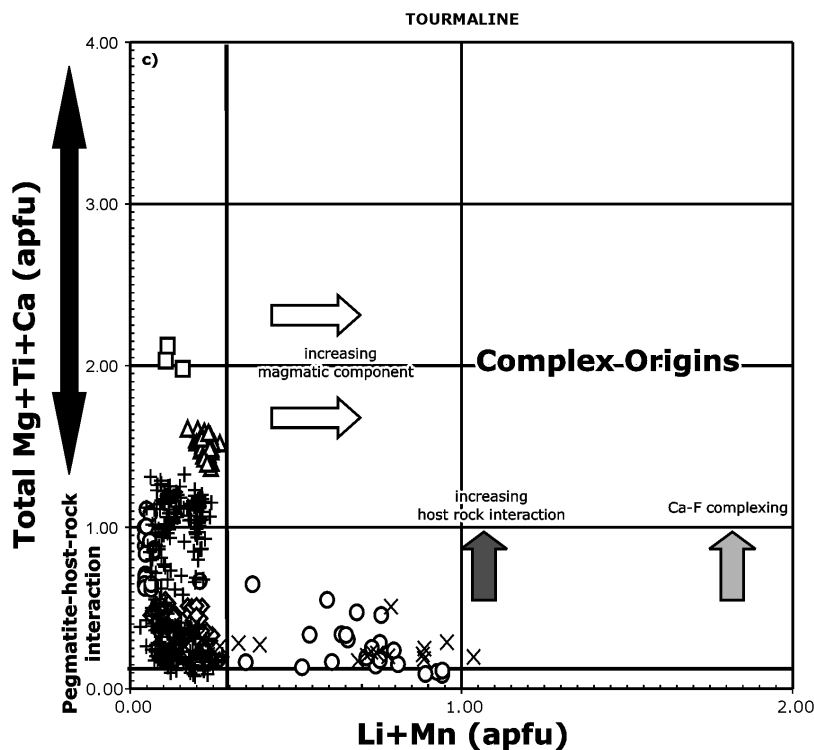 TOURMALINE
c)
4.00
3.00
2.00
1.00
0.00
Total Mg+Ti+Ca (apfu)
Pegmatite-host-rock
interaction
increasing
magmatic component
Complex Origins
increasing
host rock interaction
Ca-F complexing
0.00
1.00
2.00
Li+Mn (apfu)